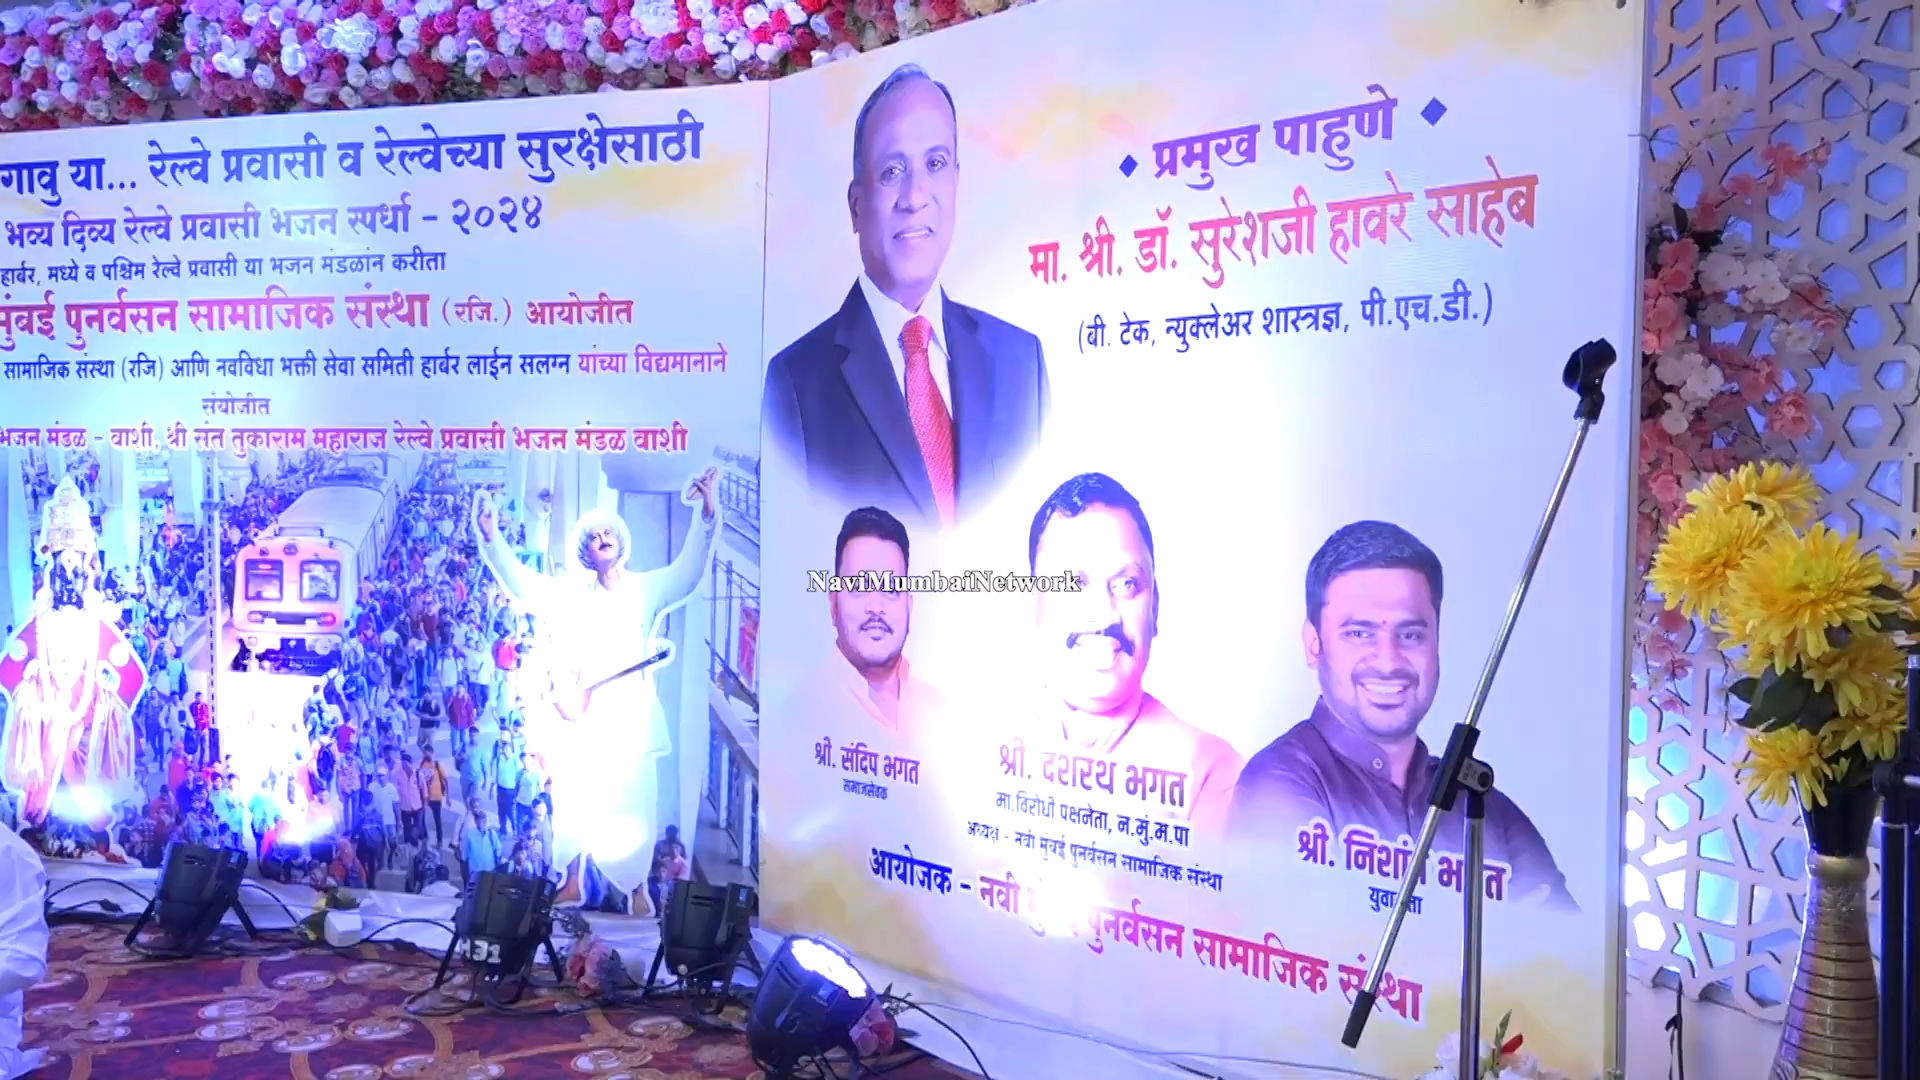 गावु या... रेल्वे प्रवासी व रेल्वेच्या सुरक्षेसाठी
भव्य दिव्य रेल्वे प्रवासी भजन स्पर्धा - २०२४
हार्बर, मध्ये व पश्चिम रेल्वे प्रवासी या भजन मंडळांन करीता
मुंबई पुनर्वसन सामाजिक संस्था (रजि.) आयोजीत
सामाजिक संस्था (रजि) आणि नवविधा भक्ती सेवा समिती हार्बर लाईन सलग्न यांच्या विद्यमानाने
संयोजीत
भजन मंडळ - वाशी, श्री संत तुकाराम महाराज रेल्वे प्रवासी भजन मंडळ वाशी
प्रमुख पाहुणे
मा. श्री. डॉ. सुरेशजी हावरे साहेब
(बी. टेक, न्युक्लेअर शास्त्रज्ञ, पी.एच.डी.)
NaviMumbaiNetwork
श्री. संदिप भगत
समाजसेवक
श्री. दशरथ भगत
मा.विरोधी पक्षनेता, न.मुं.म.पा
अध्यक्ष - नवी मुंबई पुनर्वसन सामाजिक संस्था
श्री. निशांत भगत
आयोजक - नवी मुंबई पुनर्वसन सामाजिक संस्था
H31